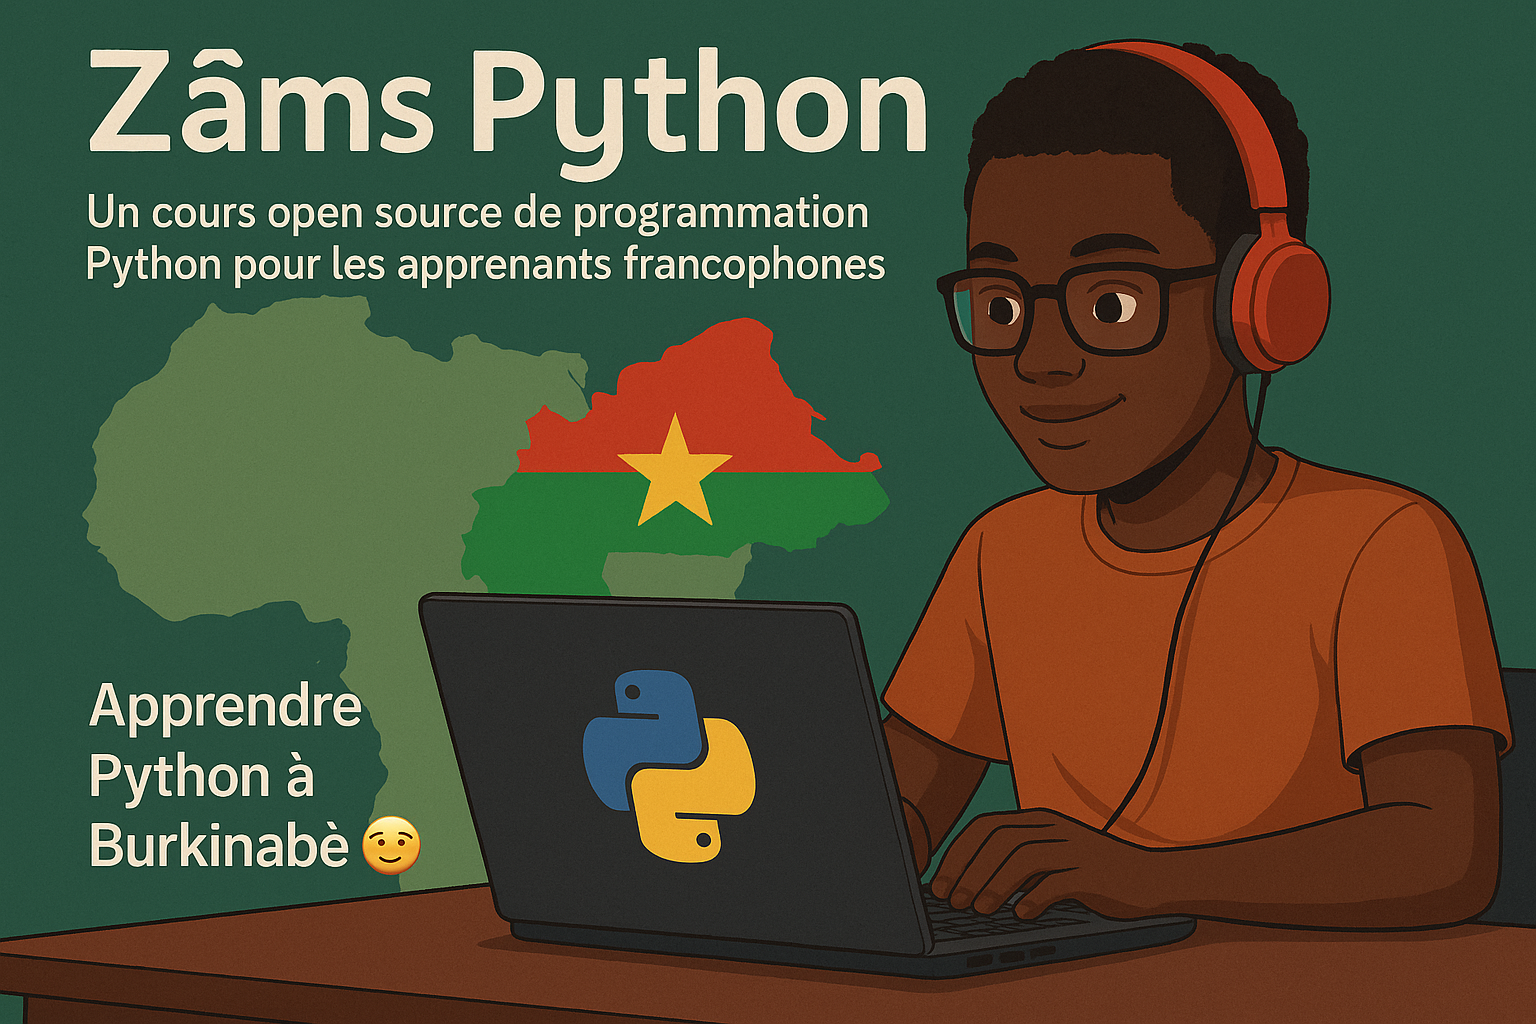 Zâms Python
Un cours open source de programmation
Python pour les apprenants francophones
Apprendre
Python à
Burkinabè 😉